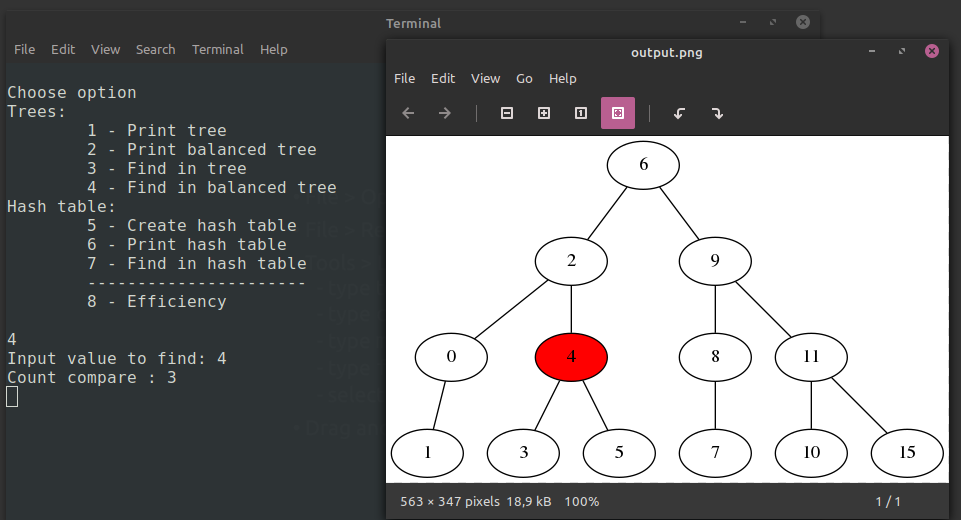 Terminal
File Edit View Search Terminal Help
Choose option
Trees:
1 - Print tree
2 - Print balanced tree
3 - Find in tree
4 - Find in balanced tree
Hash table:
5 - Create hash table
6 - Print hash table
7 - Find in hash table
----------------------
8 - Efficiency
4
Input value to find: 4
Count compare : 3
output.png
File Edit View Go Help
1
6
2 9
0 4 8 11
1 3 5 7 10 15
563 × 347 pixels 18,9 kB 100% 1 / 1